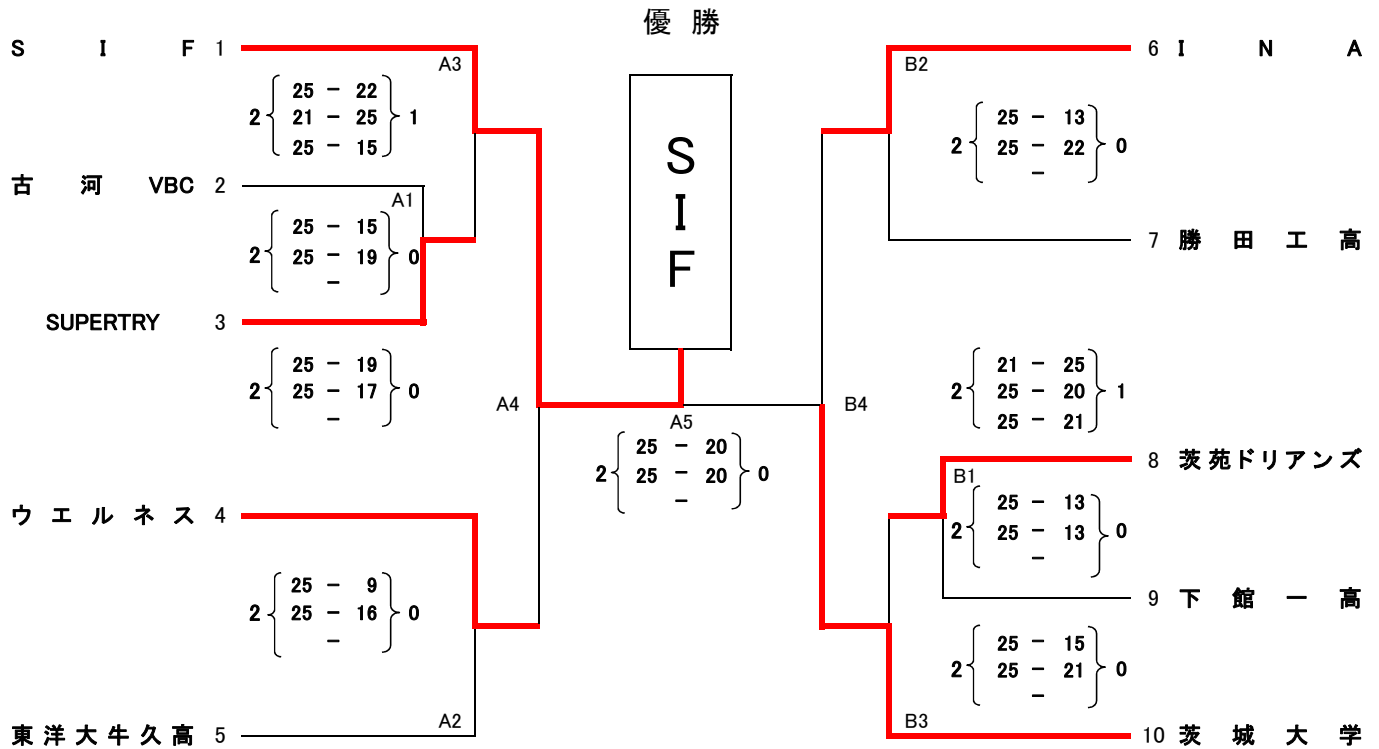 優勝
SIF
S I F 1
A3
2 25 － 22 1
21 － 25
25 － 15
古河 VBC 2
A1
2 25 － 15 0
25 － 19
－
SUPERTRY 3
2 25 － 19 0
25 － 17
－
A4
ウエルネス 4
2 25 － 9 0
25 － 16
－
東洋大牛久高 5
A2
A5
2 25 － 20 0
25 － 20
－
6 I N A
B2
2 25 － 13 0
25 － 22
－
7 勝田工高
2 21 － 25 1
25 － 20
25 － 21
B4
8 茨苑ドリアンズ
B1
2 25 － 13 0
25 － 13
－
9 下館一高
2 25 － 15 0
25 － 21
－
B3
10 茨城大学